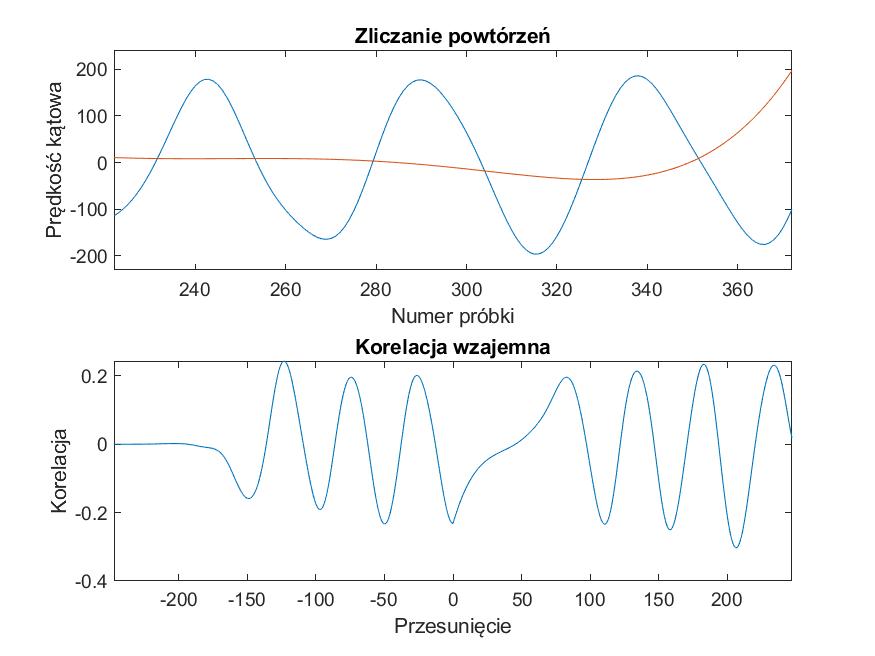 Zliczanie powtórzeń
200
100
0
-100
-200
Prędkość kątowa
240 260 280 300 320 340 360
Numer próbki
Korelacja wzajemna
0.2
0
-0.2
-0.4
Korelacja
-200 -150 -100 -50 0 50 100 150 200
Przesunięcie